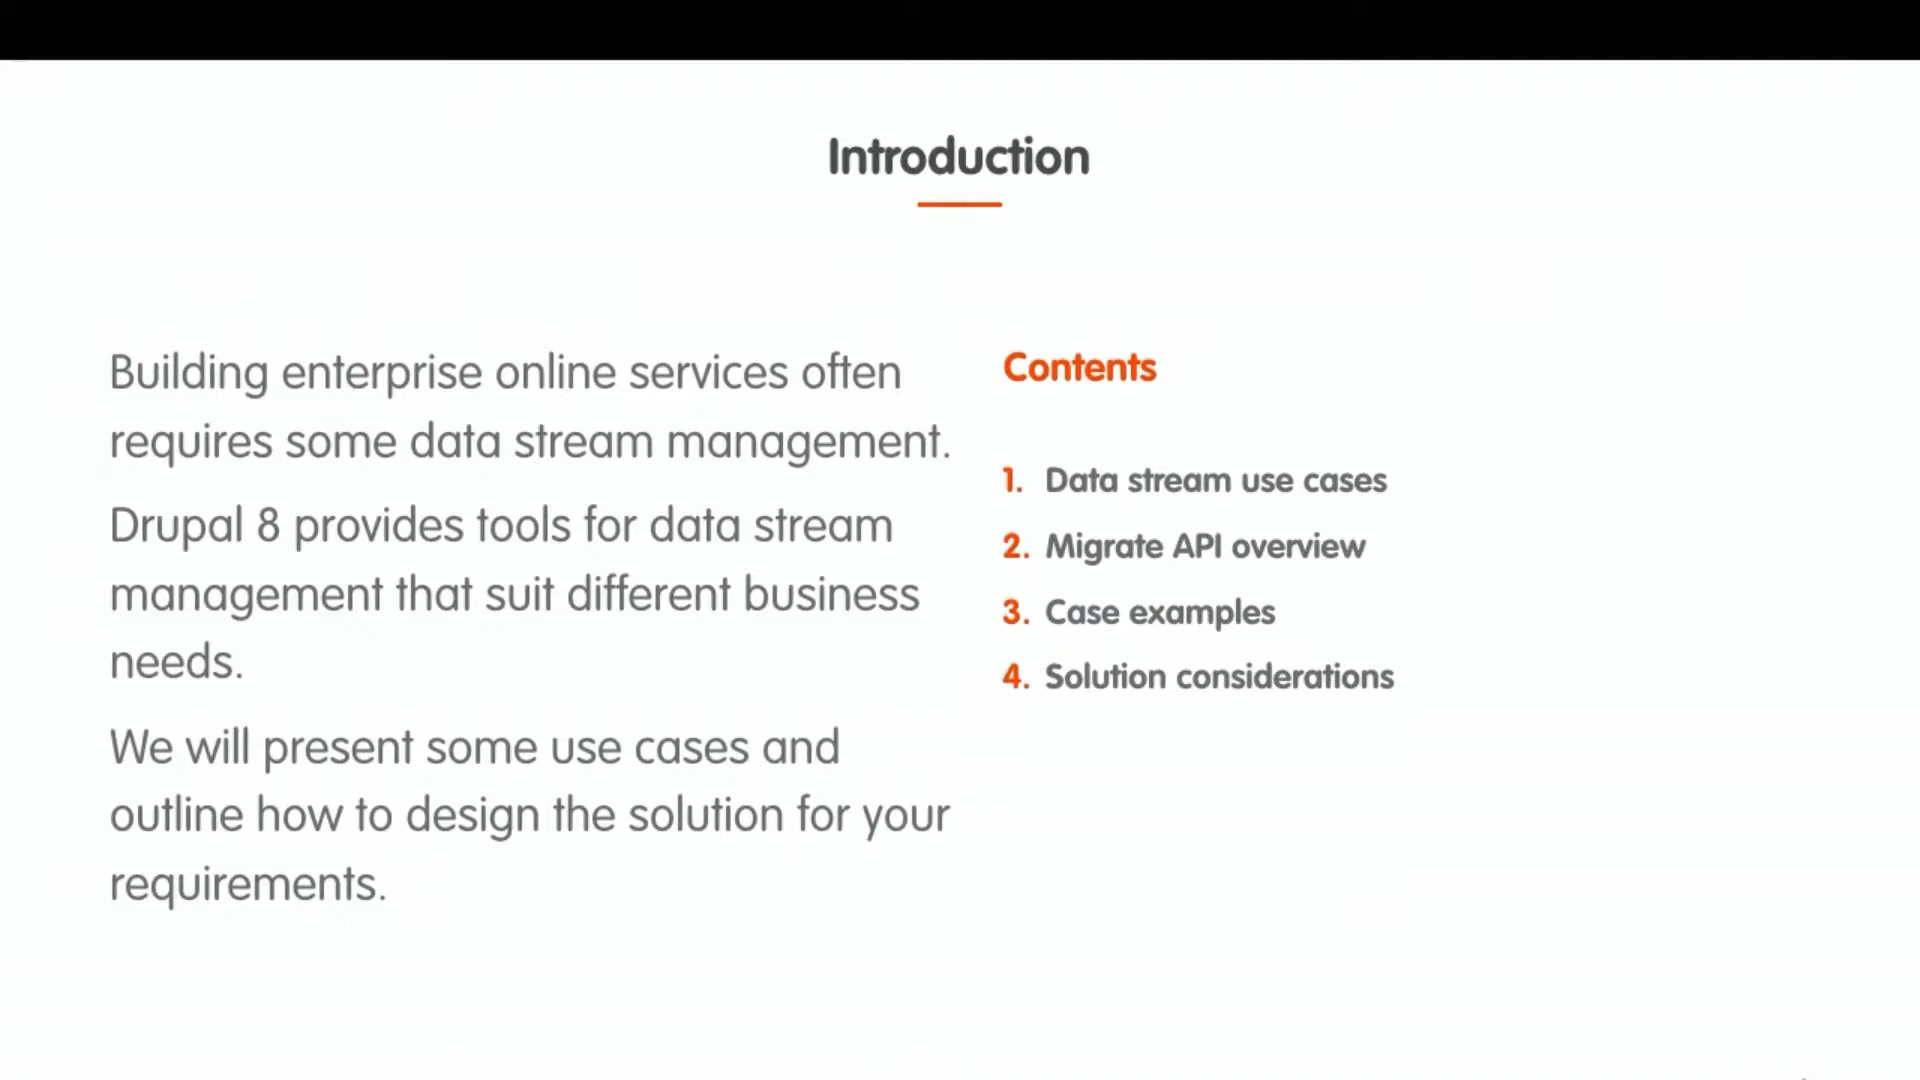 Introduction
Building enterprise online services often
requires some data stream management.
Drupal 8 provides tools for data stream
management that suit different business
needs.
We will present some use cases and
outline how to design the solution for your
requirements.
Contents
1. Data stream use cases
2. Migrate API overview
3. Case examples
4. Solution considerations